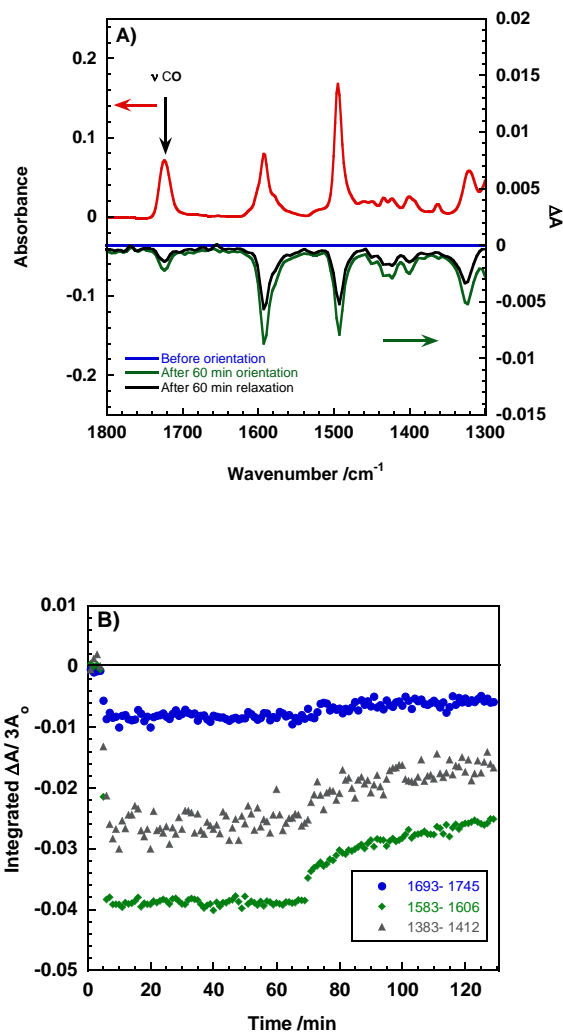 A)
ν CO
0.2
0.1
0
-0.1
-0.2
Absorbance
0.02
0.015
0.01
0.005
0
-0.005
-0.01
-0.015
ΔA
Before orientation
After 60 min orientation
After 60 min relaxation
1800 1700 1600 1500 1400 1300
Wavenumber /cm-1
B)
0.01
0
-0.01
-0.02
-0.03
-0.04
-0.05
Integrated ΔA/ 3Ao
1693- 1745
1583- 1606
1383- 1412
0 20 40 60 80 100 120
Time /min